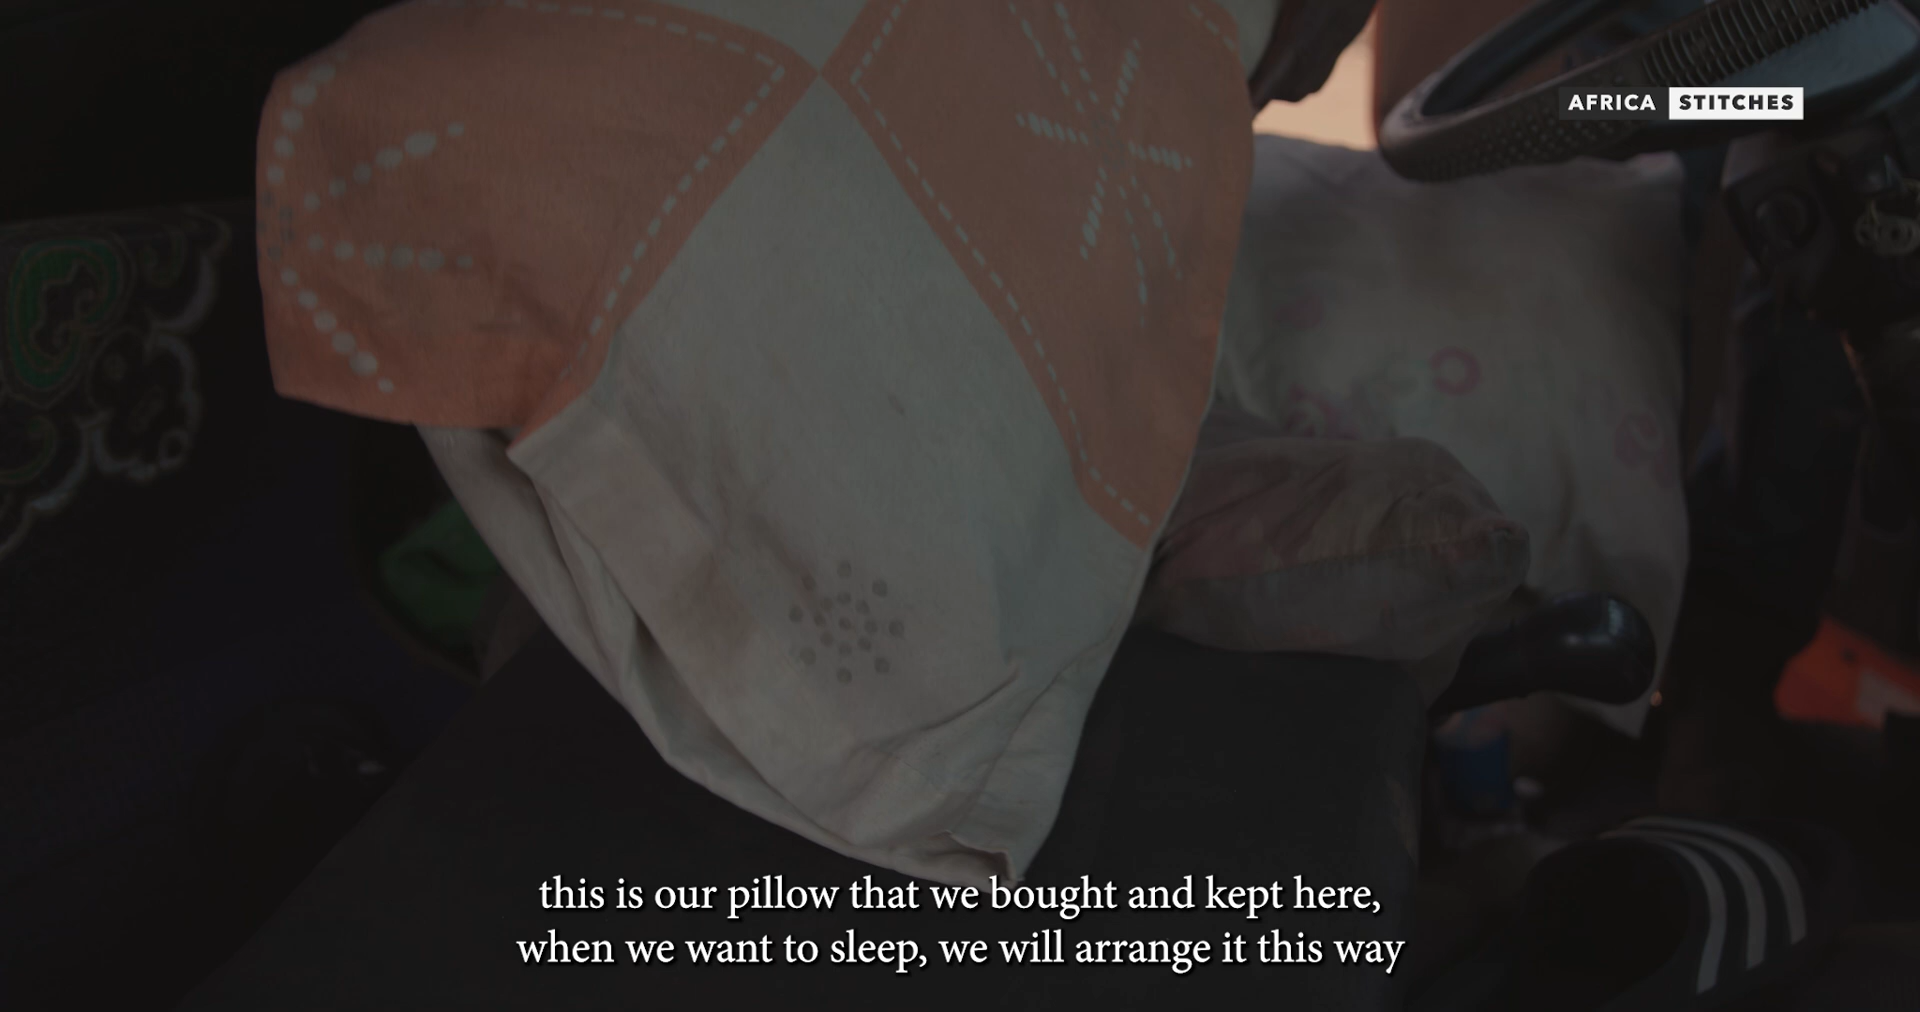 AFRICA STITCHES
this is our pillow that we bought and kept here,
when we want to sleep, we will arrange it this way